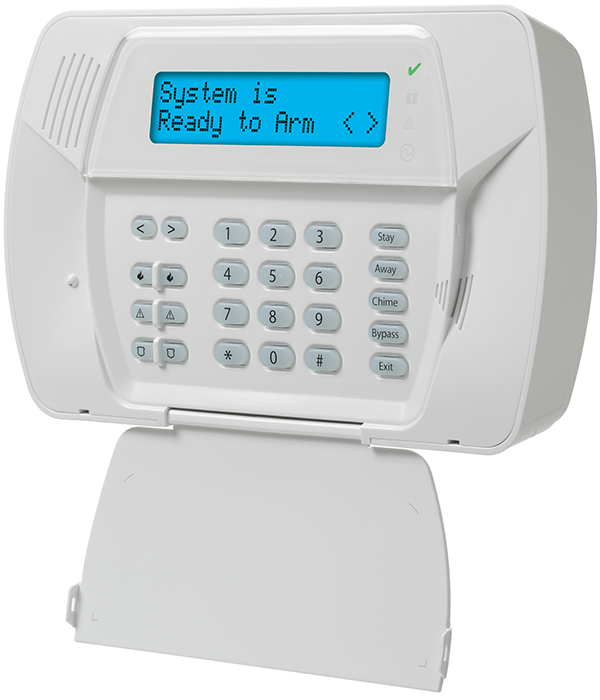 System is
Ready to Arm < >
< >
1 2 3
4 5 6
7 8 9
* 0 #
Stay
Away
Chime
Bypass
Exit